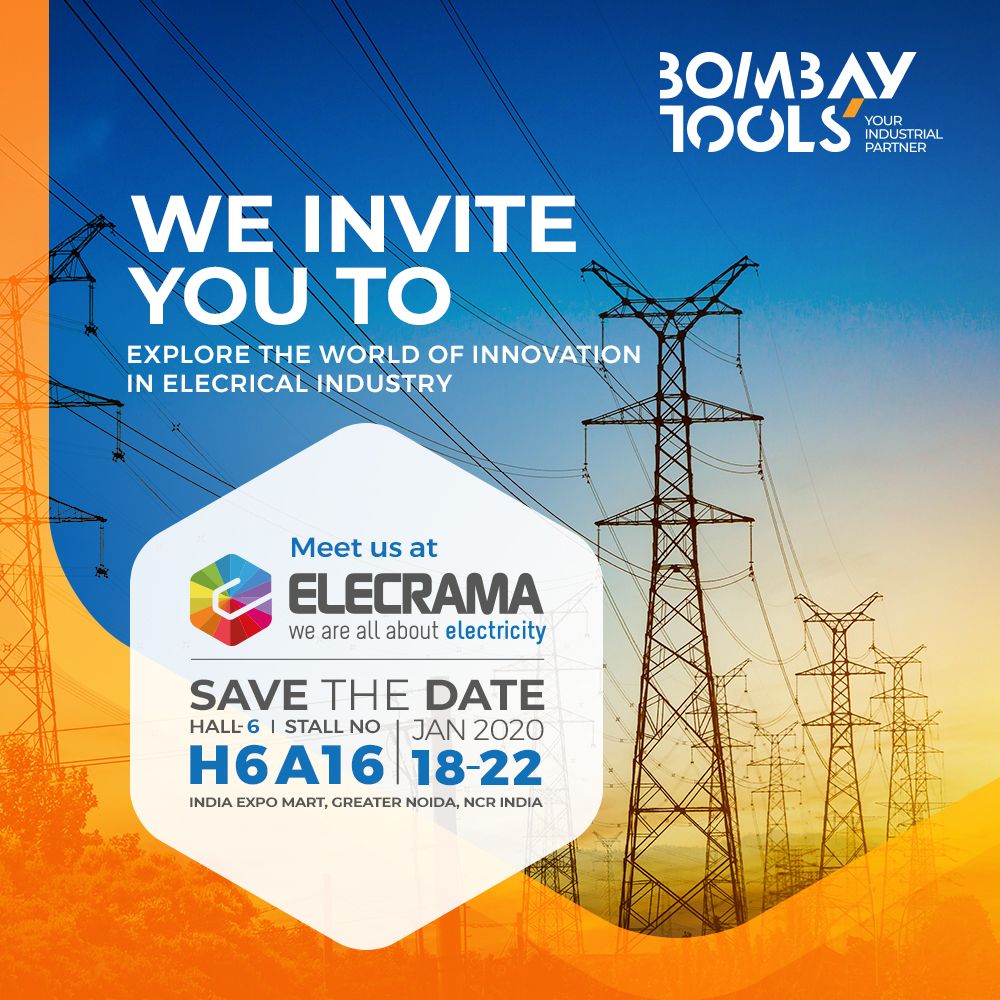 BOMBAY
TOOLS
YOUR
INDUSTRIAL
PARTNER
WE INVITE
YOU TO
EXPLORE THE WORLD OF INNOVATION
IN ELECRICAL INDUSTRY
Meet us at
ELECRAMA
we are all about electricity
SAVE THE DATE
HALL-6 | STALL NO
H6A16
JAN 2020
18-22
INDIA EXPO MART, GREATER NOIDA, NCR INDIA